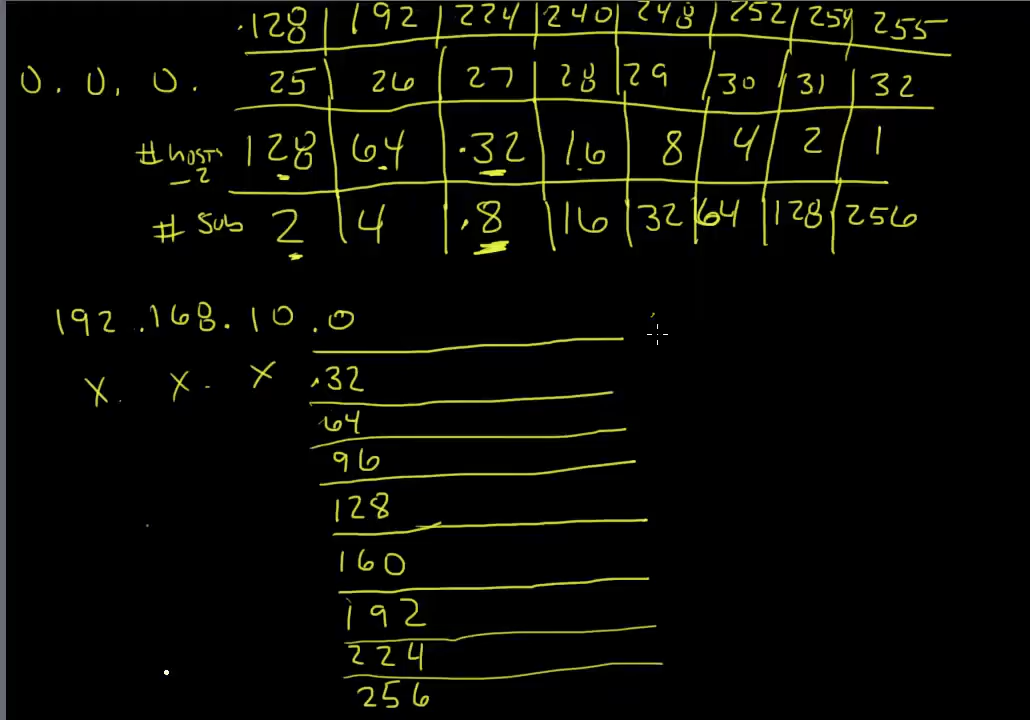 .128 192 224 240 248 252 254 255
0. 0. 0. 25 26 27 28 29 30 31 32
# hosts 128 64 .32 16 8 4 2 1
-2
# Sub 2 4 .8 16 32 64 128 256
192.168.10.0
X. X. X .32
.64
96
128
160
192
224
256